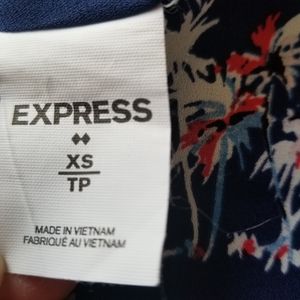 EXPRESS
XS
TP
MADE IN VIETNAM
FABRIQUÉ AU VIETNAM